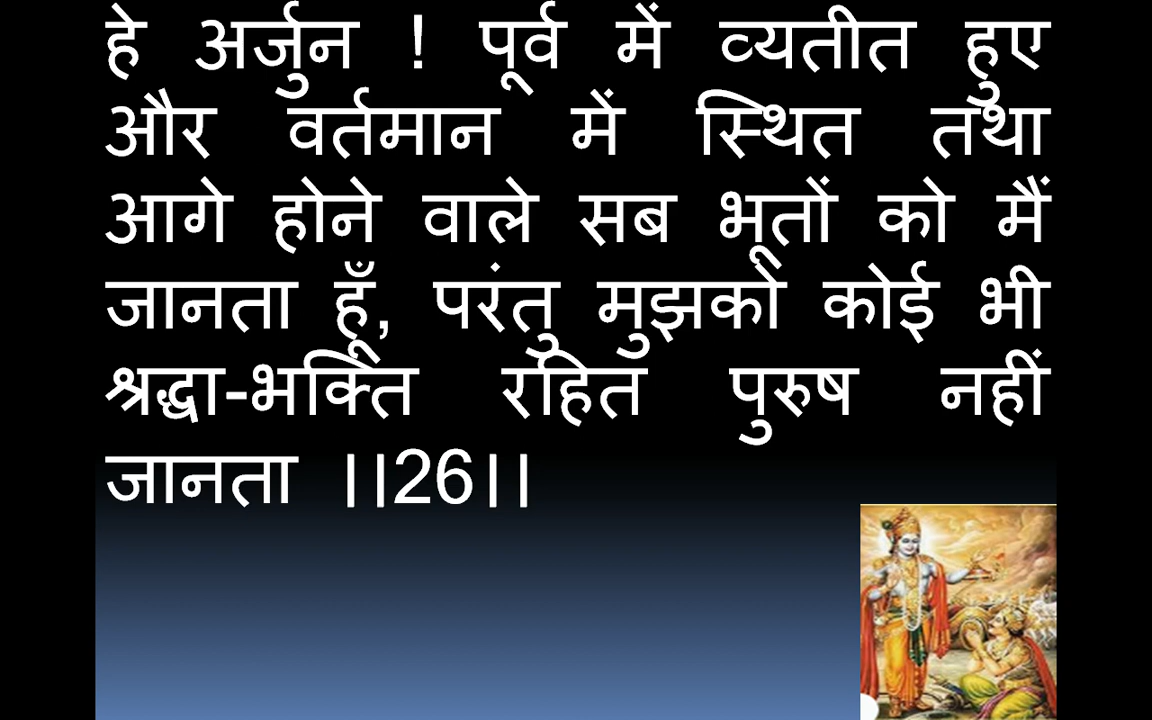 हे अर्जुन ! पूर्व में व्यतीत हुए
और वर्तमान में स्थित तथा
आगे होने वाले सब भूतों को मैं
जानता हूँ, परंतु मुझको कोई भी
श्रद्धा-भक्ति रहित पुरुष नहीं
जानता ।।26।।